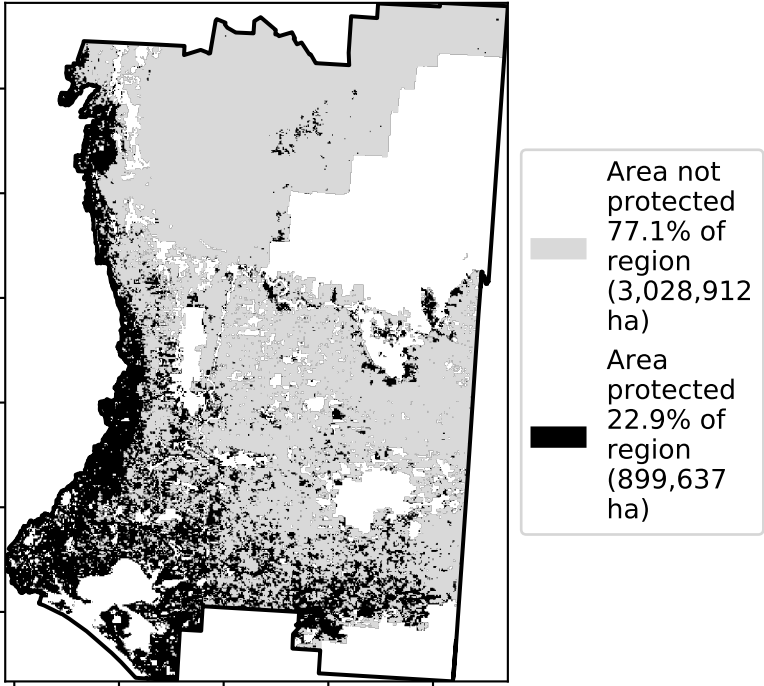 Area not
protected
77.1% of
region
(3,028,912
ha)
Area
protected
22.9% of
region
(899,637
ha)